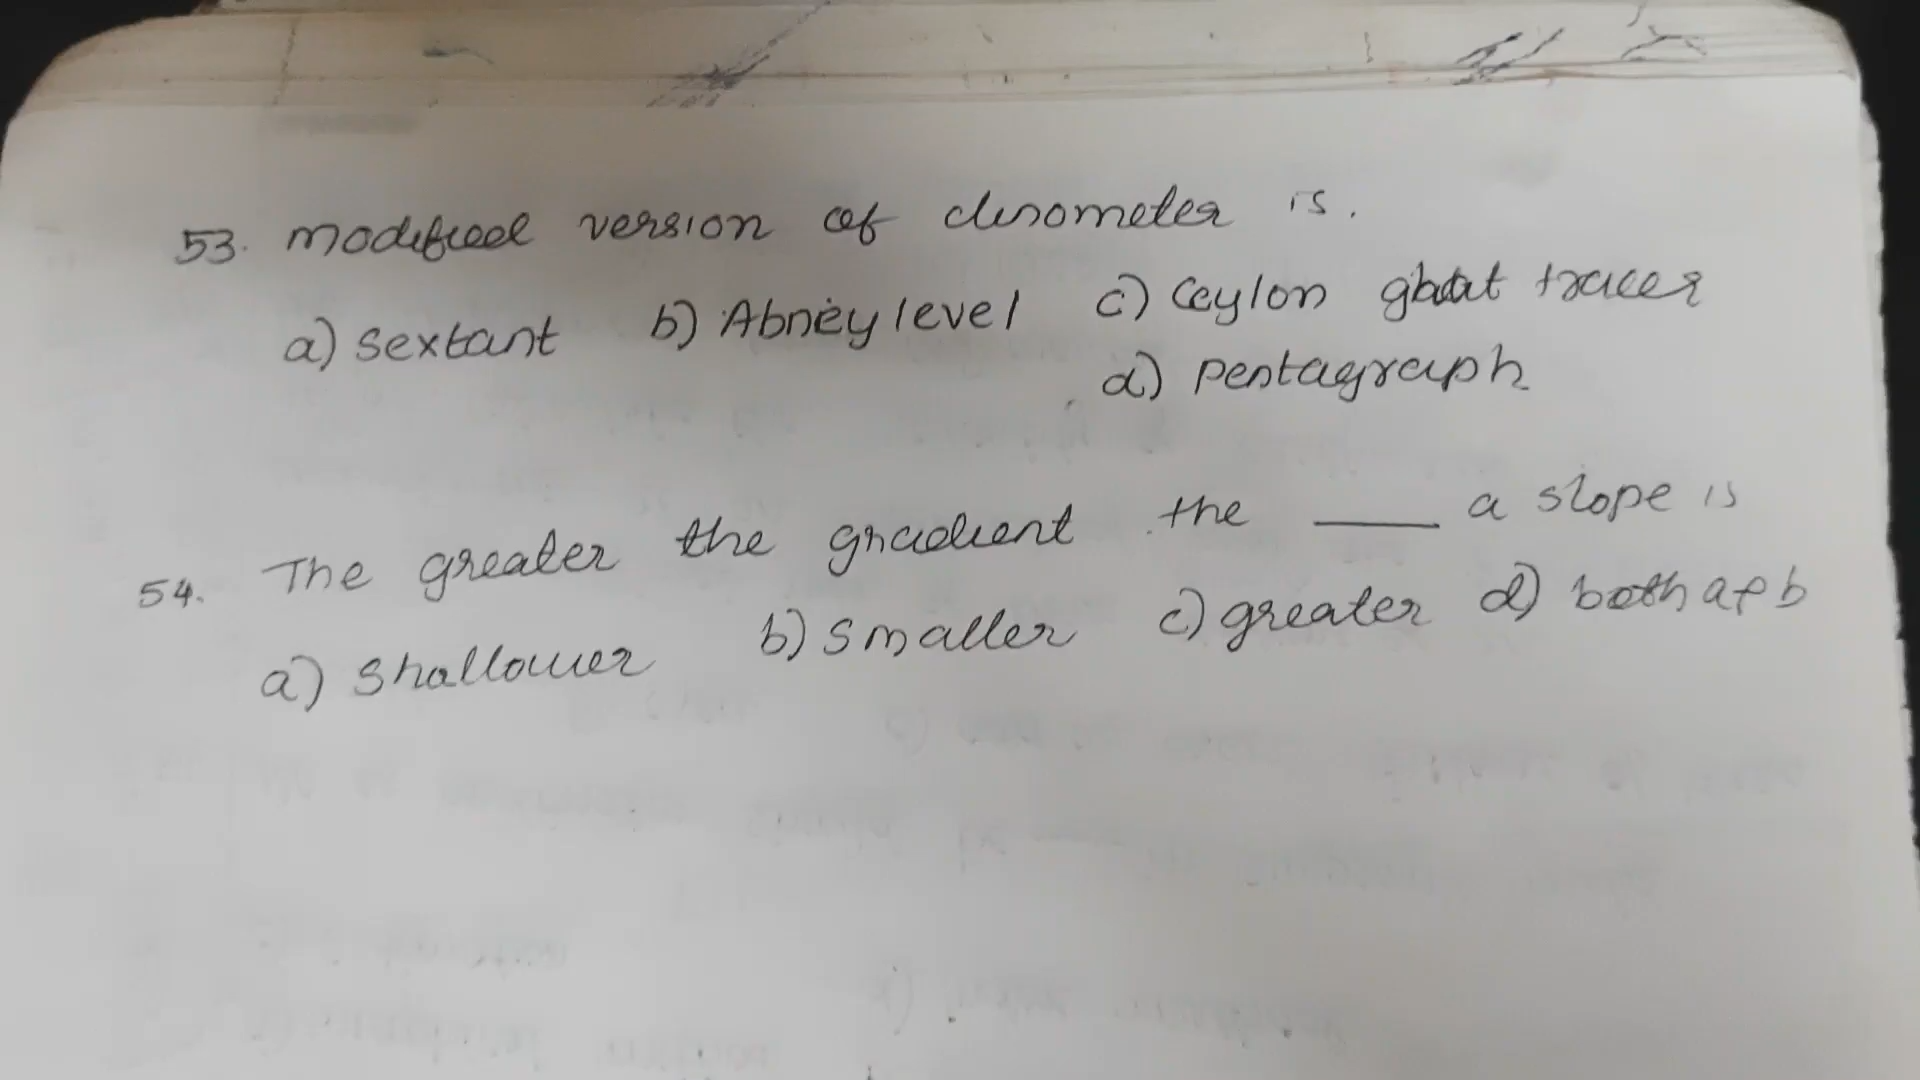 53. modified version of clinometer is.
a) sextant b) Abney level c) Ceylon ghat tracer
d) pentagraph
54. The greater the gradient the ____ a slope is
a) shallower b) smaller c) greater d) both a & b